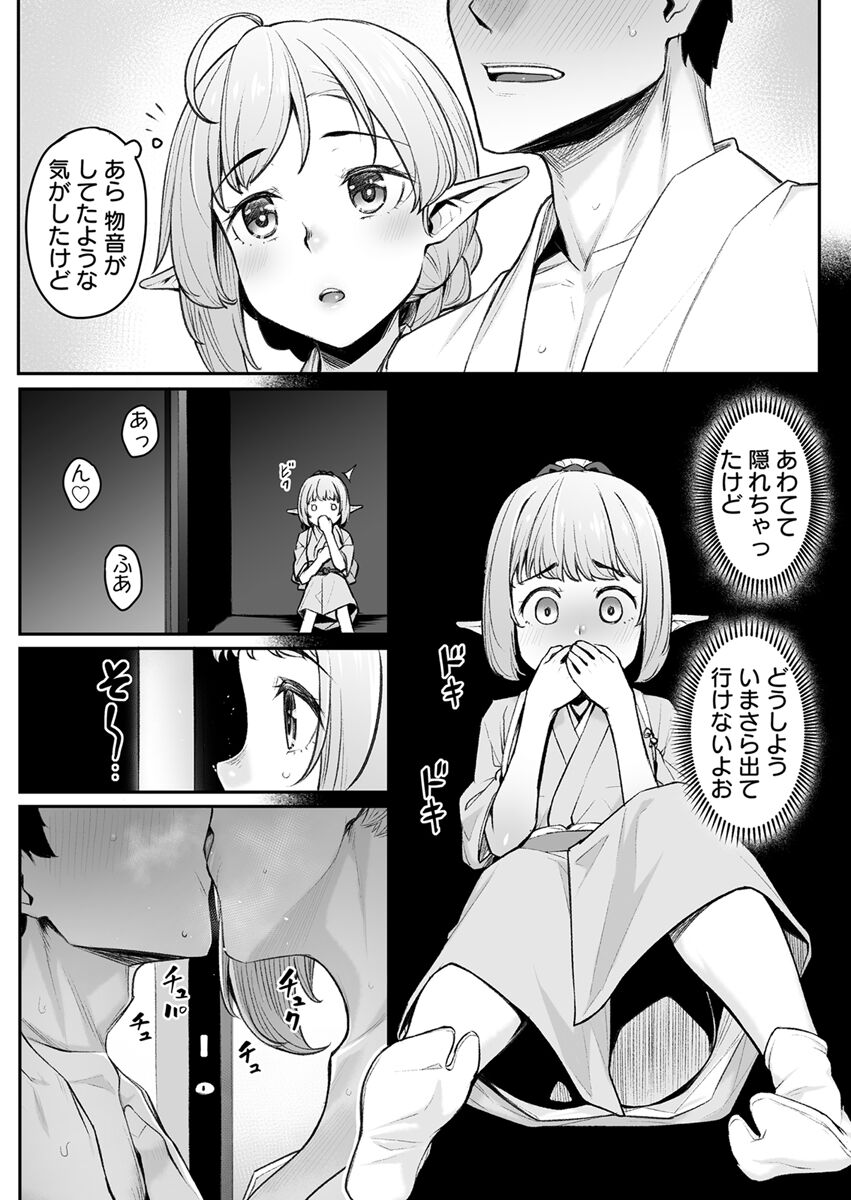 あら 物音が
してたような
気がしたけど
あわてて
隠れちゃっ
たけど
どうしよう
いまさら出て
行けないよお
ドキ
ドキ
ビク
あっ
ん♡
ふあ
そ〜…
チュク
チュパ
チュ
チュ